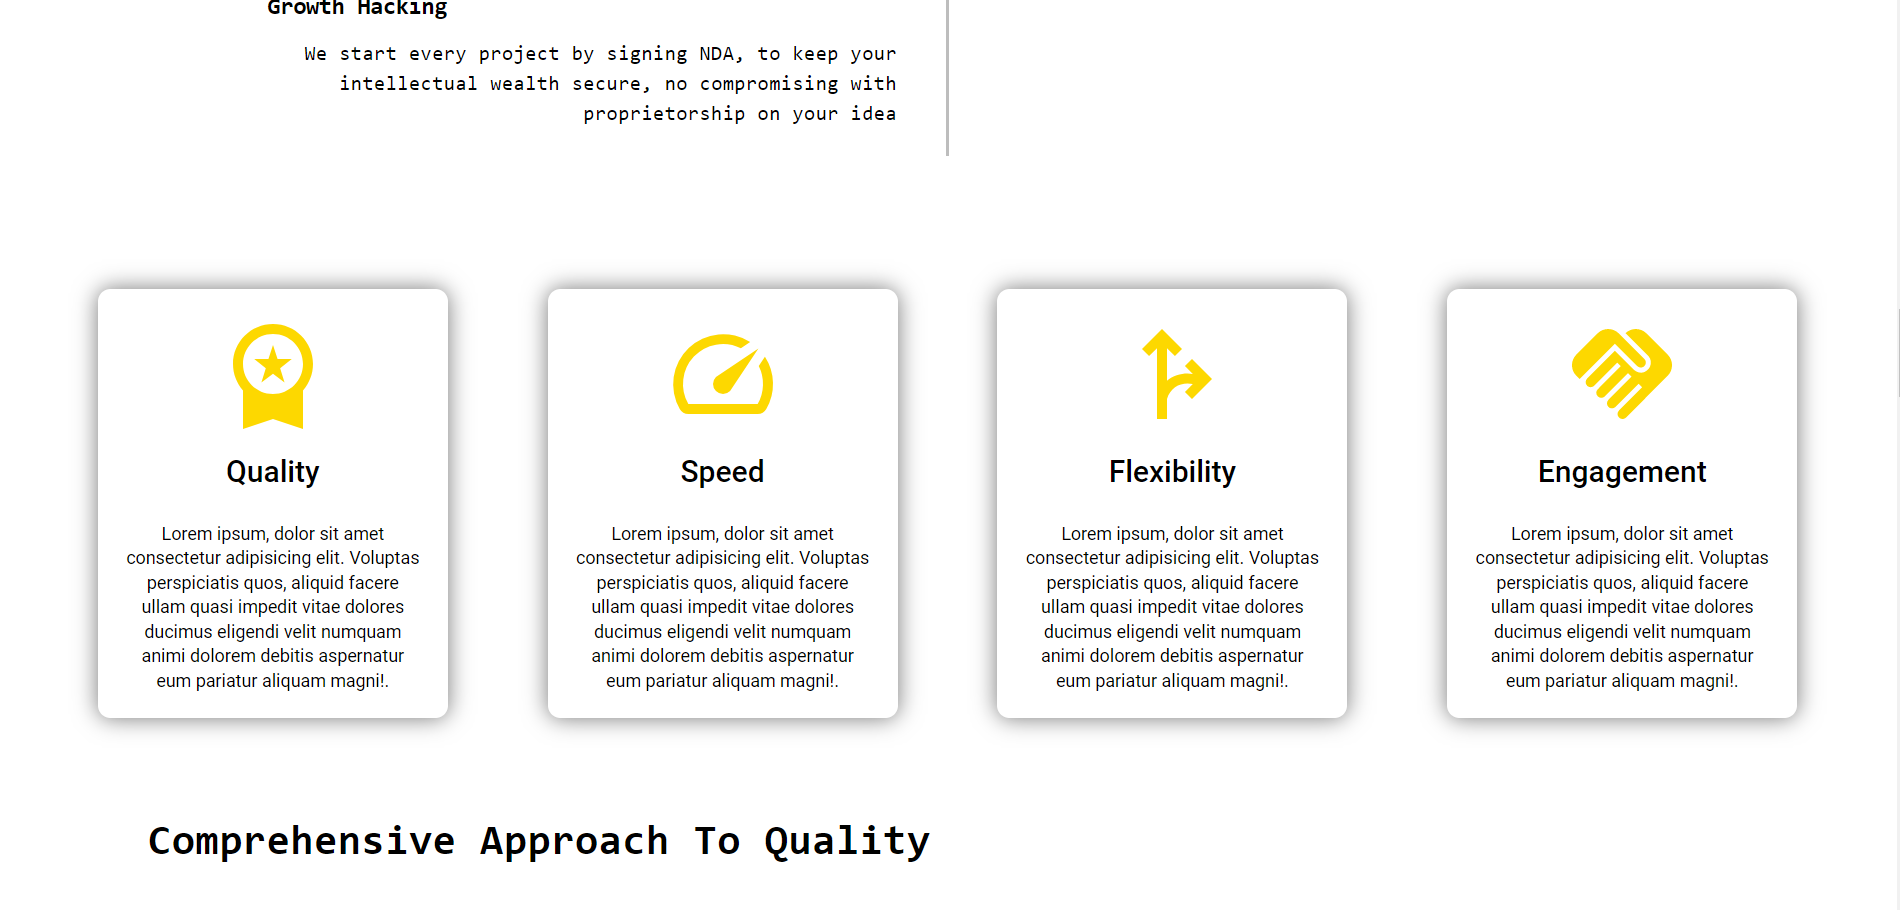 Growth Hacking
We start every project by signing NDA, to keep your
intellectual wealth secure, no compromising with
proprietorship on your idea
Quality
Lorem ipsum, dolor sit amet
consectetur adipisicing elit. Voluptas
perspiciatis quos, aliquid facere
ullam quasi impedit vitae dolores
ducimus eligendi velit numquam
animi dolorem debitis aspernatur
eum pariatur aliquam magni!.
Speed
Lorem ipsum, dolor sit amet
consectetur adipisicing elit. Voluptas
perspiciatis quos, aliquid facere
ullam quasi impedit vitae dolores
ducimus eligendi velit numquam
animi dolorem debitis aspernatur
eum pariatur aliquam magni!.
Flexibility
Lorem ipsum, dolor sit amet
consectetur adipisicing elit. Voluptas
perspiciatis quos, aliquid facere
ullam quasi impedit vitae dolores
ducimus eligendi velit numquam
animi dolorem debitis aspernatur
eum pariatur aliquam magni!.
Engagement
Lorem ipsum, dolor sit amet
consectetur adipisicing elit. Voluptas
perspiciatis quos, aliquid facere
ullam quasi impedit vitae dolores
ducimus eligendi velit numquam
animi dolorem debitis aspernatur
eum pariatur aliquam magni!.
Comprehensive Approach To Quality